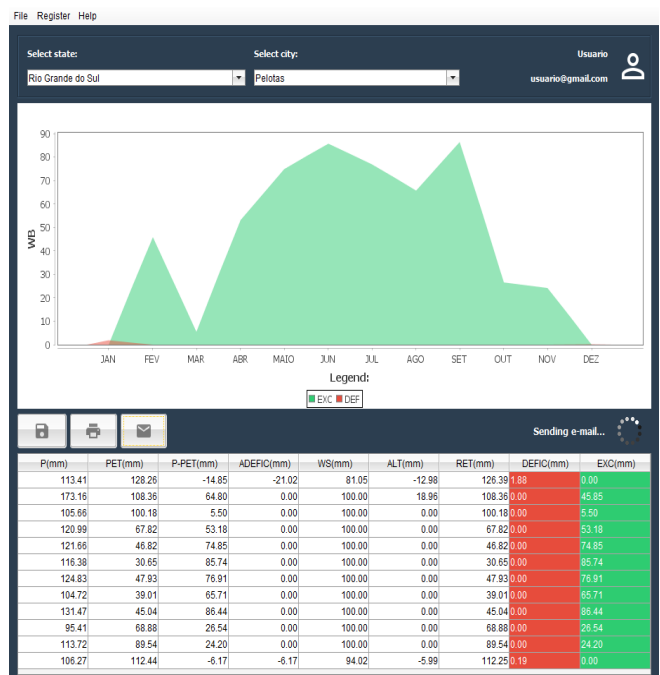 File Register Help
Select state: Select city: Usuario
Rio Grande do Sul Pelotas usuario@gmail.com
90
80
70
60
50
40
30
20
10
0
WB
JAN FEV MAR ABR MAIO JUN JUL AGO SET OUT NOV DEZ
Legend:
EXC DEF
Sending e-mail...
P(mm) PET(mm) P-PET(mm) ADEFIC(mm) WS(mm) ALT(mm) RET(mm) DEFIC(mm) EXC(mm)
113.41 128.26 -14.85 -21.02 81.05 -12.98 126.39 1.88 0.00
173.16 108.36 64.80 0.00 100.00 18.96 108.36 0.00 45.85
105.66 100.18 5.50 0.00 100.00 0.00 100.18 0.00 5.50
120.99 67.82 53.18 0.00 100.00 0.00 67.82 0.00 53.18
121.66 46.82 74.85 0.00 100.00 0.00 46.82 0.00 74.85
116.38 30.65 85.74 0.00 100.00 0.00 30.65 0.00 85.74
124.83 47.93 76.91 0.00 100.00 0.00 47.93 0.00 76.91
104.72 39.01 65.71 0.00 100.00 0.00 39.01 0.00 65.71
131.47 45.04 86.44 0.00 100.00 0.00 45.04 0.00 86.44
95.41 68.88 26.54 0.00 100.00 0.00 68.88 0.00 26.54
113.72 89.54 24.20 0.00 100.00 0.00 89.54 0.00 24.20
106.27 112.44 -6.17 -6.17 94.02 -5.99 112.25 0.19 0.00